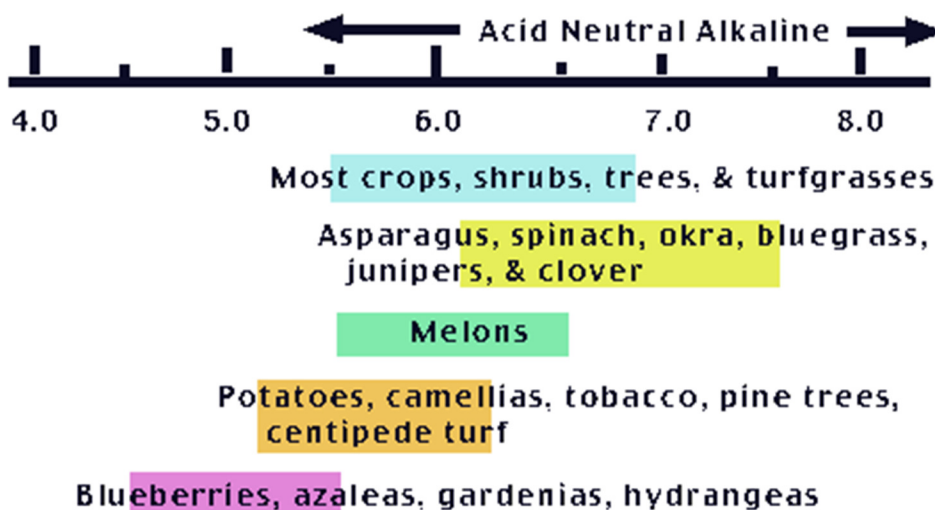 Acid Neutral Alkaline
4.0 5.0 6.0 7.0 8.0
Most crops, shrubs, trees, & turfgrasses
Asparagus, spinach, okra, bluegrass,
junipers, & clover
Melons
Potatoes, camellias, tobacco, pine trees,
centipede turf
Blueberries, azaleas, gardenias, hydrangeas